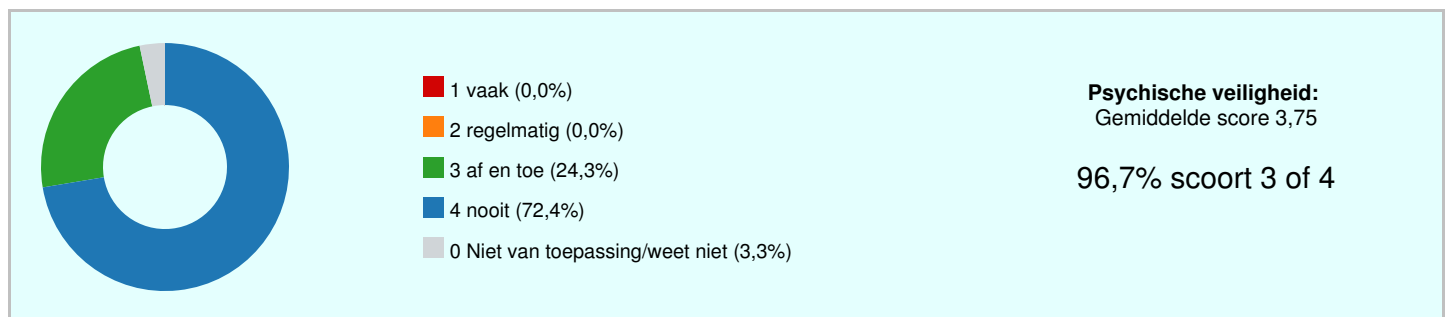 1 vaak (0,0%)
2 regelmatig (0,0%)
3 af en toe (24,3%)
4 nooit (72,4%)
0 Niet van toepassing/weet niet (3,3%)
Psychische veiligheid:
Gemiddelde score 3,75
96,7% scoort 3 of 4